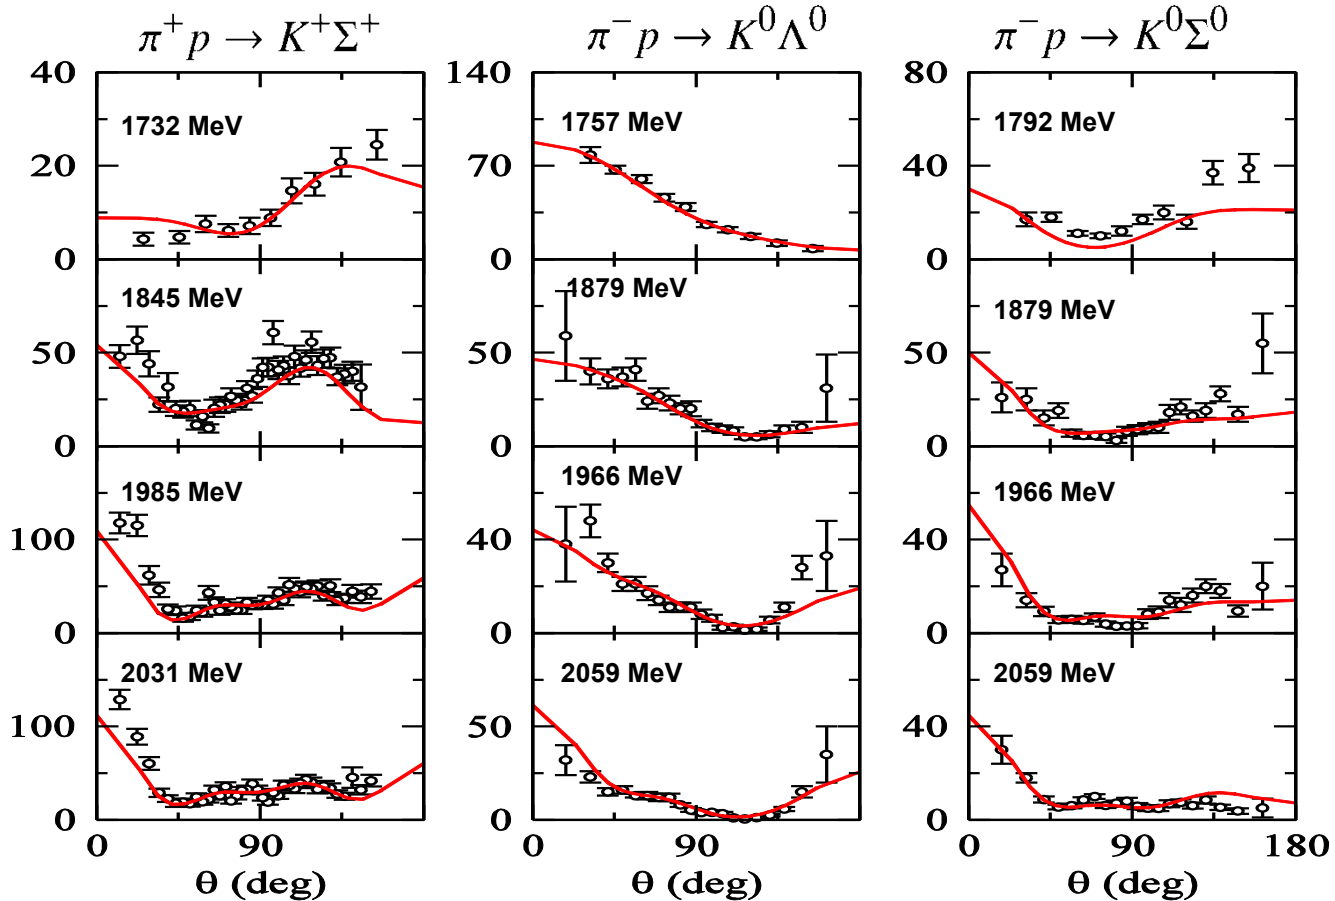 π⁺ p → K⁺Σ⁺ π⁻ p → K⁰Λ⁰ π⁻ p → K⁰Σ⁰
40 140 80
1732 MeV 1757 MeV 1792 MeV
20 70 40
0 0 0
1845 MeV 1879 MeV 1879 MeV
50 50 50
0 0 0
1985 MeV 1966 MeV 1966 MeV
100 40 40
0 0 0
2031 MeV 2059 MeV 2059 MeV
100 50 40
0 0 0
0 90 0 90 0 90 180
θ (deg) θ (deg) θ (deg)